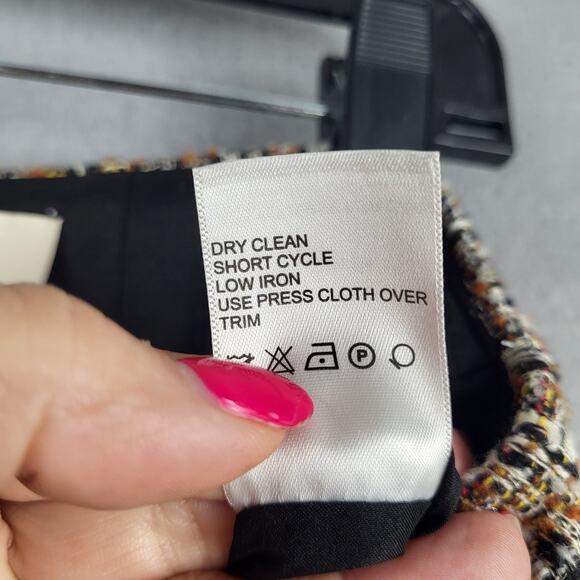 DRY CLEAN
SHORT CYCLE
LOW IRON
USE PRESS CLOTH OVER
TRIM
P